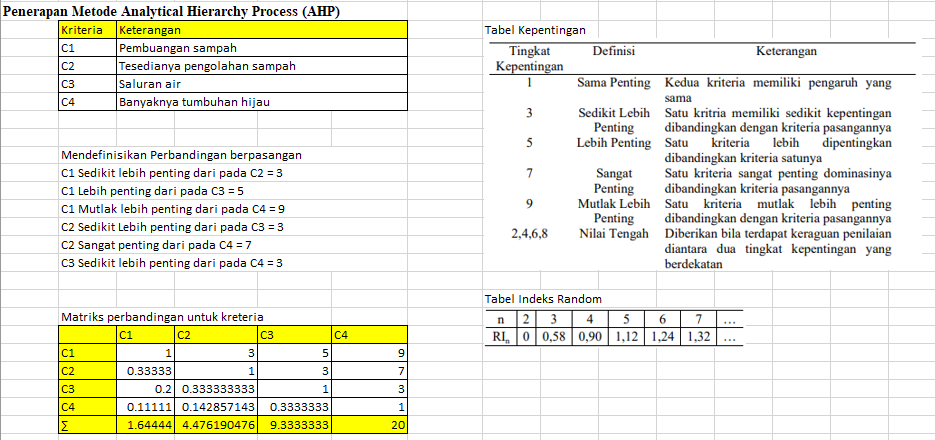 Penerapan Metode Analytical Hierarchy Process (AHP)
Kriteria Keterangan
C1 Pembuangan sampah
C2 Tesedianya pengolahan sampah
C3 Saluran air
C4 Banyaknya tumbuhan hijau
Mendefinisikan Perbandingan berpasangan
C1 Sedikit lebih penting dari pada C2 = 3
C1 Lebih penting dari pada C3 = 5
C1 Mutlak lebih penting dari pada C4 = 9
C2 Sedikit Lebih penting dari pada C3 = 3
C2 Sangat penting dari pada C4 = 7
C3 Sedikit lebih penting dari pada C4 = 3
Matriks perbandingan untuk kreteria
C1 C2 C3 C4
C1 1 3 5 9
C2 0.33333 1 3 7
C3 0.2 0.333333333 1 3
C4 0.11111 0.142857143 0.3333333 1
Σ 1.64444 4.476190476 9.3333333 20
Tabel Kepentingan
Tingkat Definisi Keterangan
Kepentingan
1 Sama Penting Kedua kriteria memiliki pengaruh yang
sama
3 Sedikit Lebih Satu kritria memiliki sedikit kepentingan
Penting dibandingkan dengan kriteria pasangannya
5 Lebih Penting Satu kriteria lebih dipentingkan
dibandingkan kriteria satunya
7 Sangat Satu kriteria sangat penting dominasinya
Penting dibandingkan kriteria pasangannya
9 Mutlak Lebih Satu kriteria mutlak lebih penting
Penting dibandingkan dengan kriteria pasangannya
2,4,6,8 Nilai Tengah Diberikan bila terdapat keraguan penilaian
diantara dua tingkat kepentingan yang
berdekatan
Tabel Indeks Random
n 2 3 4 5 6 7 ...
RIn 0 0,58 0,90 1,12 1,24 1,32 ...